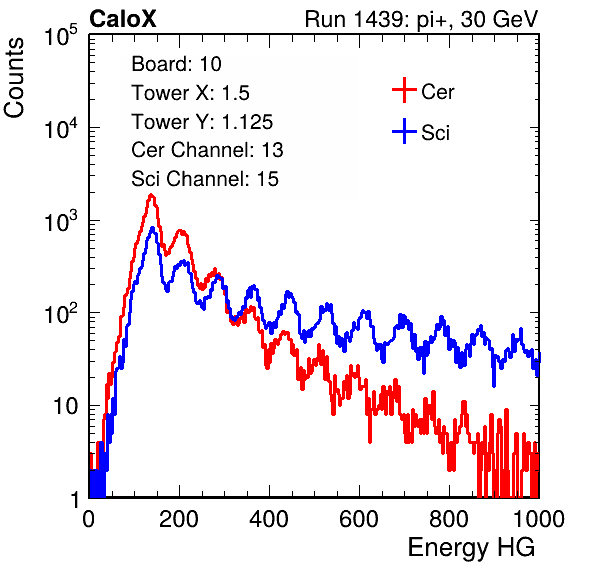 CaloX Run 1439: pi+, 30 GeV
Counts
Board: 10
Tower X: 1.5
Tower Y: 1.125
Cer Channel: 13
Sci Channel: 15
Cer
Sci
10^5
10^4
10^3
10^2
10
1
0 200 400 600 800 1000
Energy HG